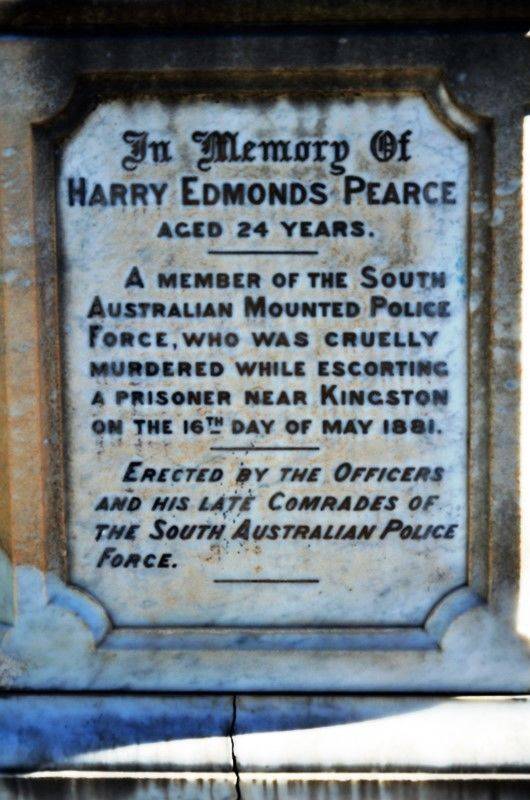 In Memory Of
HARRY EDMONDS PEARCE
AGED 24 YEARS.
A MEMBER OF THE SOUTH
AUSTRALIAN MOUNTED POLICE
FORCE, WHO WAS CRUELLY
MURDERED WHILE ESCORTING
A PRISONER NEAR KINGSTON
ON THE 16TH DAY OF MAY 1881.
ERECTED BY THE OFFICERS
AND HIS LATE COMRADES OF
THE SOUTH AUSTRALIAN POLICE
FORCE.